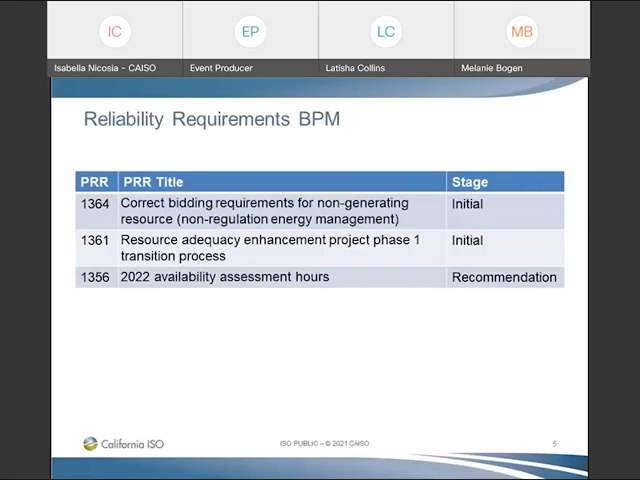 IC
EP
LC
MB
Isabella Nicosia - CAISO
Event Producer
Latisha Collins
Melanie Bogen
Reliability Requirements BPM
PRR PRR Title Stage
1364 Correct bidding requirements for non-generating Initial
resource (non-regulation energy management)
1361 Resource adequacy enhancement project phase 1 Initial
transition process
1356 2022 availability assessment hours Recommendation
California ISO
ISO PUBLIC – © 2021 CAISO
5